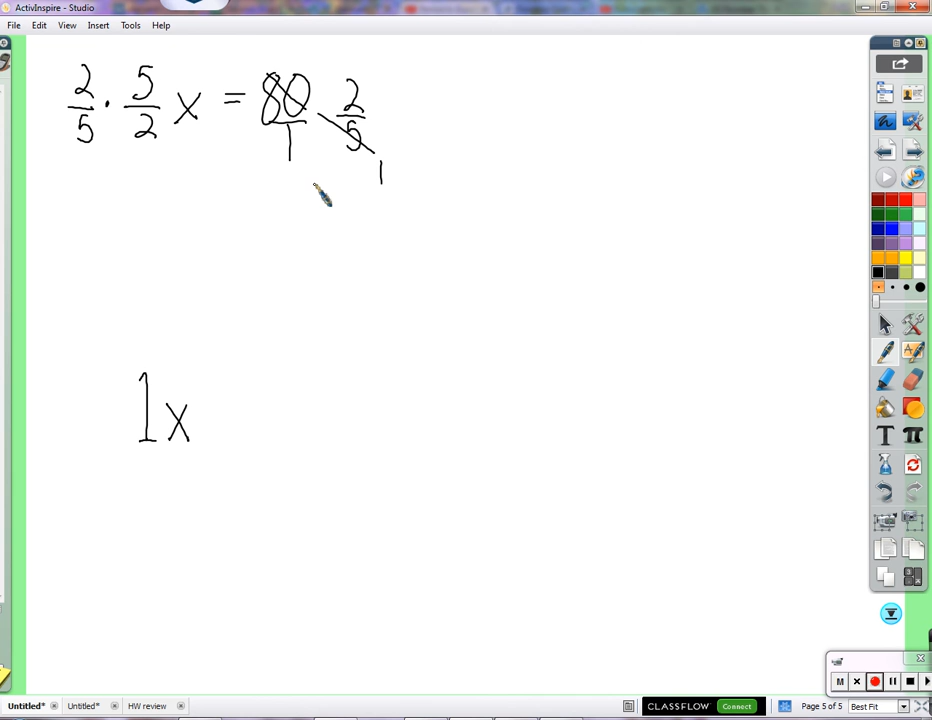 ActivInspire - Studio
File Edit View Insert Tools Help
2/5 · 5/2 x = 80/1 · 2/5
1
1x
T π
M
Untitled* Untitled* HW review CLASSFLOW Connect Page 5 of 5 Best Fit